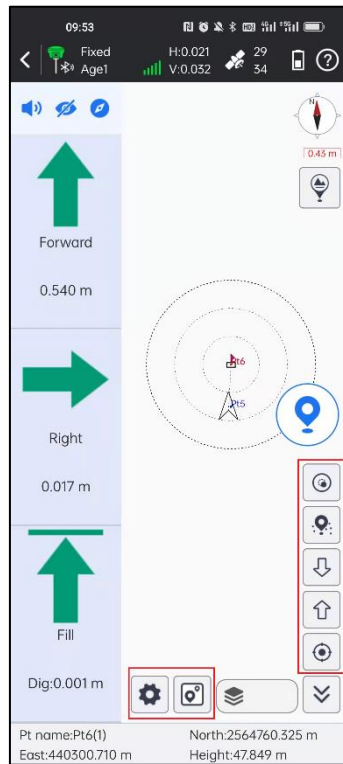 09:53
Fixed H:0.021 29
Age1 V:0.032 34
N
0.43 m
Forward
0.540 m
Pt6
Pt5
Right
0.017 m
Fill
Dig:0.001 m
Pt name:Pt6(1) North:2564760.325 m
East:440300.710 m Height:47.849 m